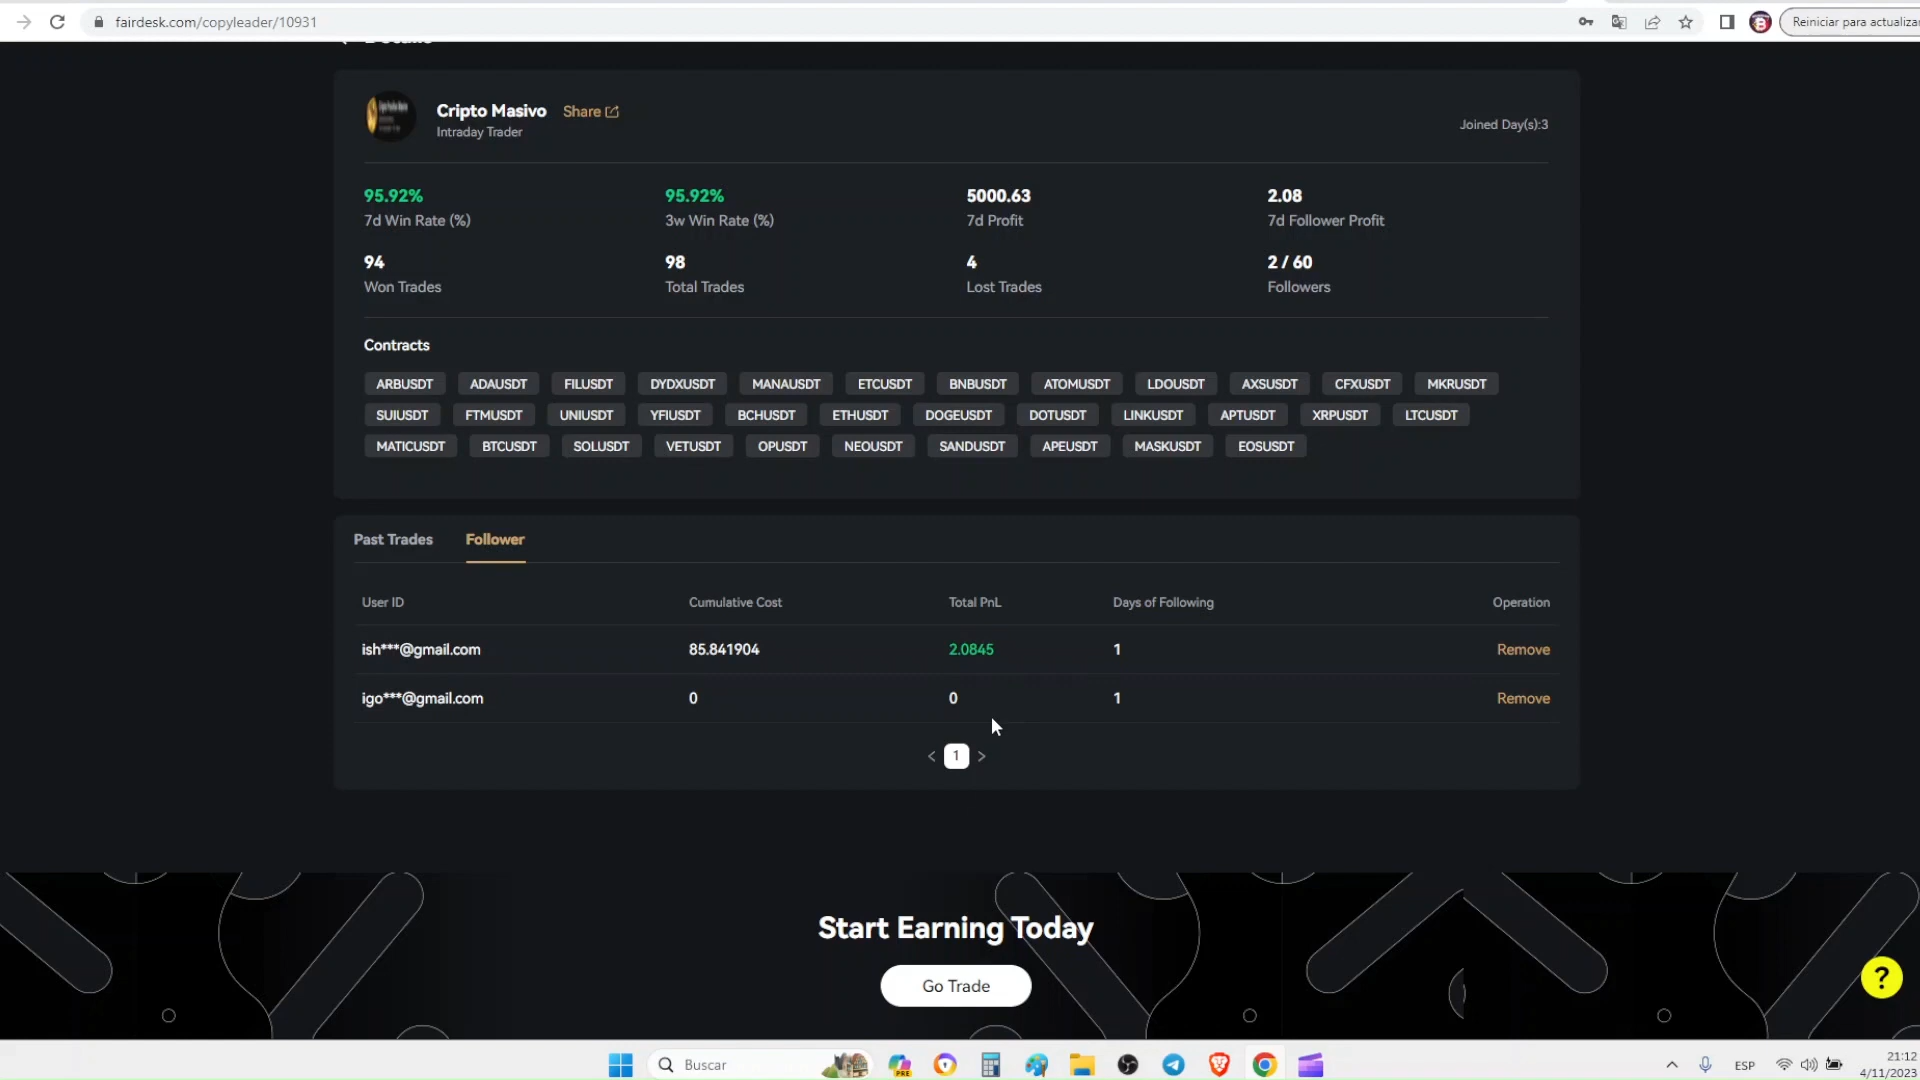 fairdesk.com/copyleader/10931
Reiniciar para actualizar
Details
Cripto Masivo Share
Intraday Trader
Joined Day(s):3
95.92% 95.92% 5000.63 2.08
7d Win Rate (%) 3w Win Rate (%) 7d Profit 7d Follower Profit
94 98 4 2 / 60
Won Trades Total Trades Lost Trades Followers
Contracts
ARBUSDT ADAUSDT FILUSDT DYDXUSDT MANAUSDT ETCUSDT BNBUSDT ATOMUSDT LDOUSDT AXSUSDT CFXUSDT MKRUSDT
SUIUSDT FTMUSDT UNIUSDT YFIUSDT BCHUSDT ETHUSDT DOGEUSDT DOTUSDT LINKUSDT APTUSDT XRPUSDT LTCUSDT
MATICUSDT BTCUSDT SOLUSDT VETUSDT OPUSDT NEOUSDT SANDUSDT APEUSDT MASKUSDT EOSUSDT
Past Trades Follower
User ID Cumulative Cost Total PnL Days of Following Operation
ish***@gmail.com 85.841904 2.0845 1 Remove
igo***@gmail.com 0 0 1 Remove
< 1 >
Start Earning Today
Go Trade
?
Buscar
PRE
ESP
21:12
4/11/2023